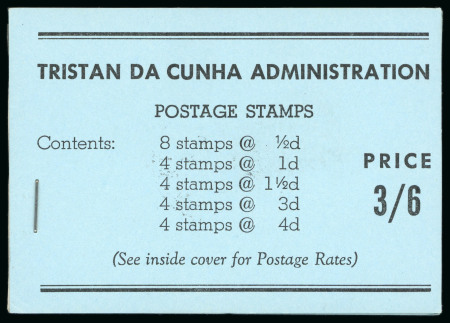 TRISTAN DA CUNHA ADMINISTRATION
POSTAGE STAMPS
Contents: 8 stamps @ ½d
4 stamps @ 1d
4 stamps @ 1½d
4 stamps @ 3d
4 stamps @ 4d
PRICE
3/6
(See inside cover for Postage Rates)